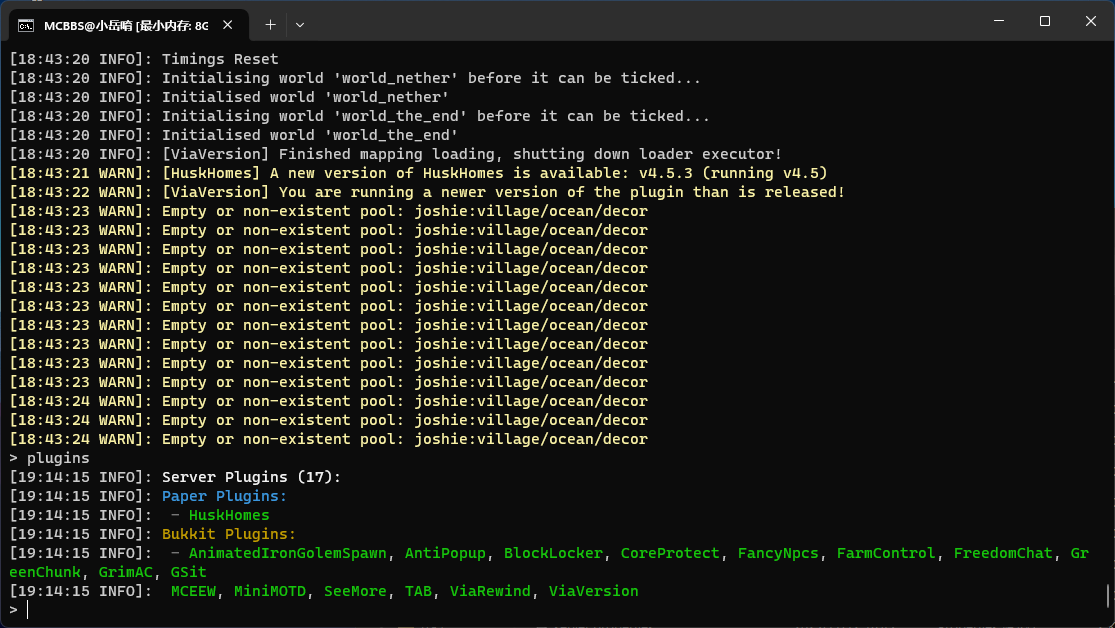 MCBBS@小岳唷 [最小内存: 8G
[18:43:20 INFO]: Timings Reset
[18:43:20 INFO]: Initialising world 'world_nether' before it can be ticked...
[18:43:20 INFO]: Initialised world 'world_nether'
[18:43:20 INFO]: Initialising world 'world_the_end' before it can be ticked...
[18:43:20 INFO]: Initialised world 'world_the_end'
[18:43:20 INFO]: [ViaVersion] Finished mapping loading, shutting down loader executor!
[18:43:21 WARN]: [HuskHomes] A new version of HuskHomes is available: v4.5.3 (running v4.5)
[18:43:22 WARN]: [ViaVersion] You are running a newer version of the plugin than is released!
[18:43:23 WARN]: Empty or non-existent pool: joshie:village/ocean/decor
[18:43:23 WARN]: Empty or non-existent pool: joshie:village/ocean/decor
[18:43:23 WARN]: Empty or non-existent pool: joshie:village/ocean/decor
[18:43:23 WARN]: Empty or non-existent pool: joshie:village/ocean/decor
[18:43:23 WARN]: Empty or non-existent pool: joshie:village/ocean/decor
[18:43:23 WARN]: Empty or non-existent pool: joshie:village/ocean/decor
[18:43:23 WARN]: Empty or non-existent pool: joshie:village/ocean/decor
[18:43:23 WARN]: Empty or non-existent pool: joshie:village/ocean/decor
[18:43:23 WARN]: Empty or non-existent pool: joshie:village/ocean/decor
[18:43:23 WARN]: Empty or non-existent pool: joshie:village/ocean/decor
[18:43:24 WARN]: Empty or non-existent pool: joshie:village/ocean/decor
[18:43:24 WARN]: Empty or non-existent pool: joshie:village/ocean/decor
[18:43:24 WARN]: Empty or non-existent pool: joshie:village/ocean/decor
> plugins
[19:14:15 INFO]: Server Plugins (17):
[19:14:15 INFO]: Paper Plugins:
[19:14:15 INFO]:  - HuskHomes
[19:14:15 INFO]: Bukkit Plugins:
[19:14:15 INFO]:  - AnimatedIronGolemSpawn, AntiPopup, BlockLocker, CoreProtect, FancyNpcs, FarmControl, FreedomChat, Gr
eenChunk, GrimAC, GSit
[19:14:15 INFO]:  MCEEW, MiniMOTD, SeeMore, TAB, ViaRewind, ViaVersion
>